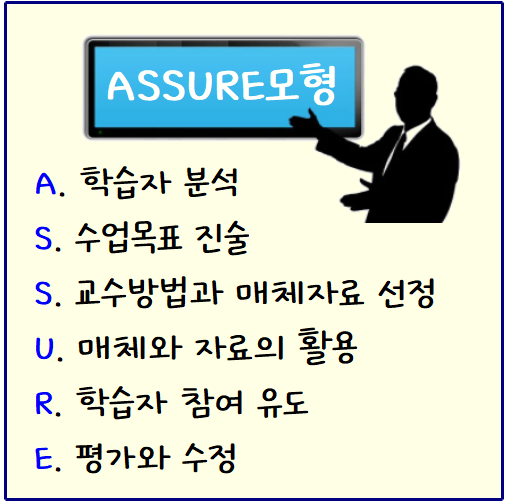 ASSURE모형
A. 학습자 분석
S. 수업목표 진술
S. 교수방법과 매체자료 선정
U. 매체와 자료의 활용
R. 학습자 참여 유도
E. 평가와 수정